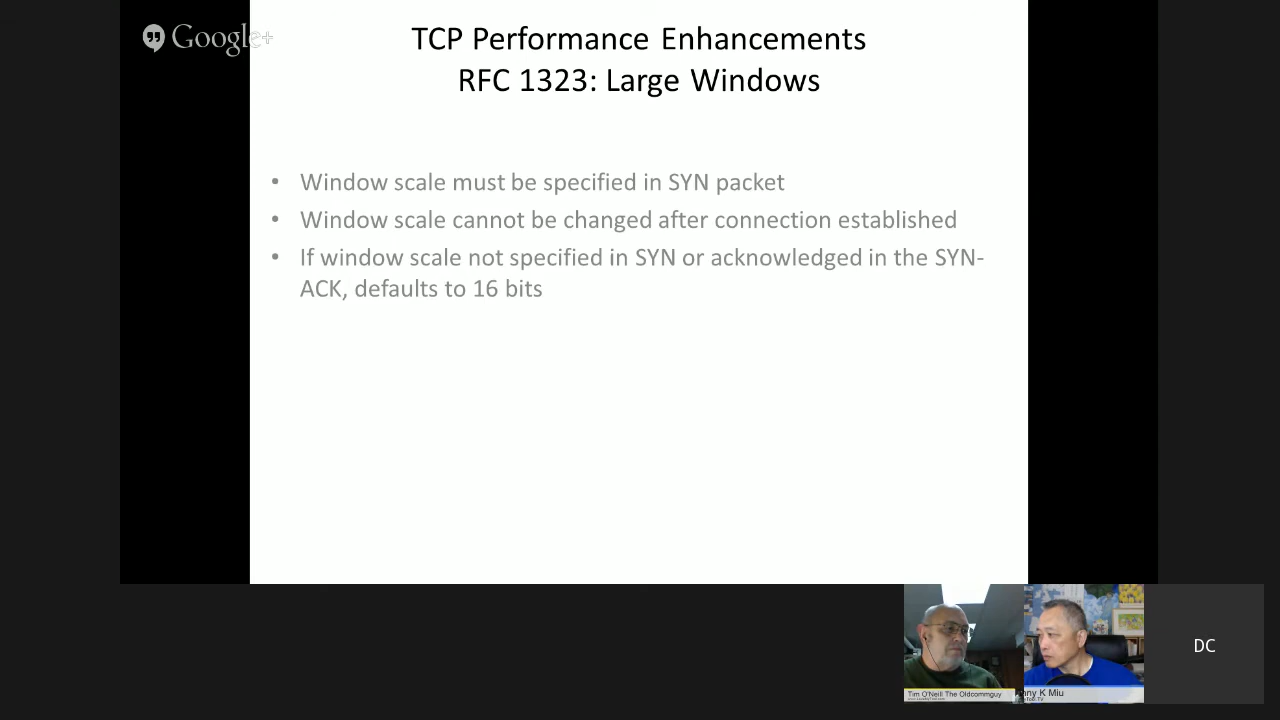 Google+
TCP Performance Enhancements
RFC 1323: Large Windows
• Window scale must be specified in SYN packet
• Window scale cannot be changed after connection established
• If window scale not specified in SYN or acknowledged in the SYN-
ACK, defaults to 16 bits
DC
Tim O'Neill The Oldcommguy
nny K Miu